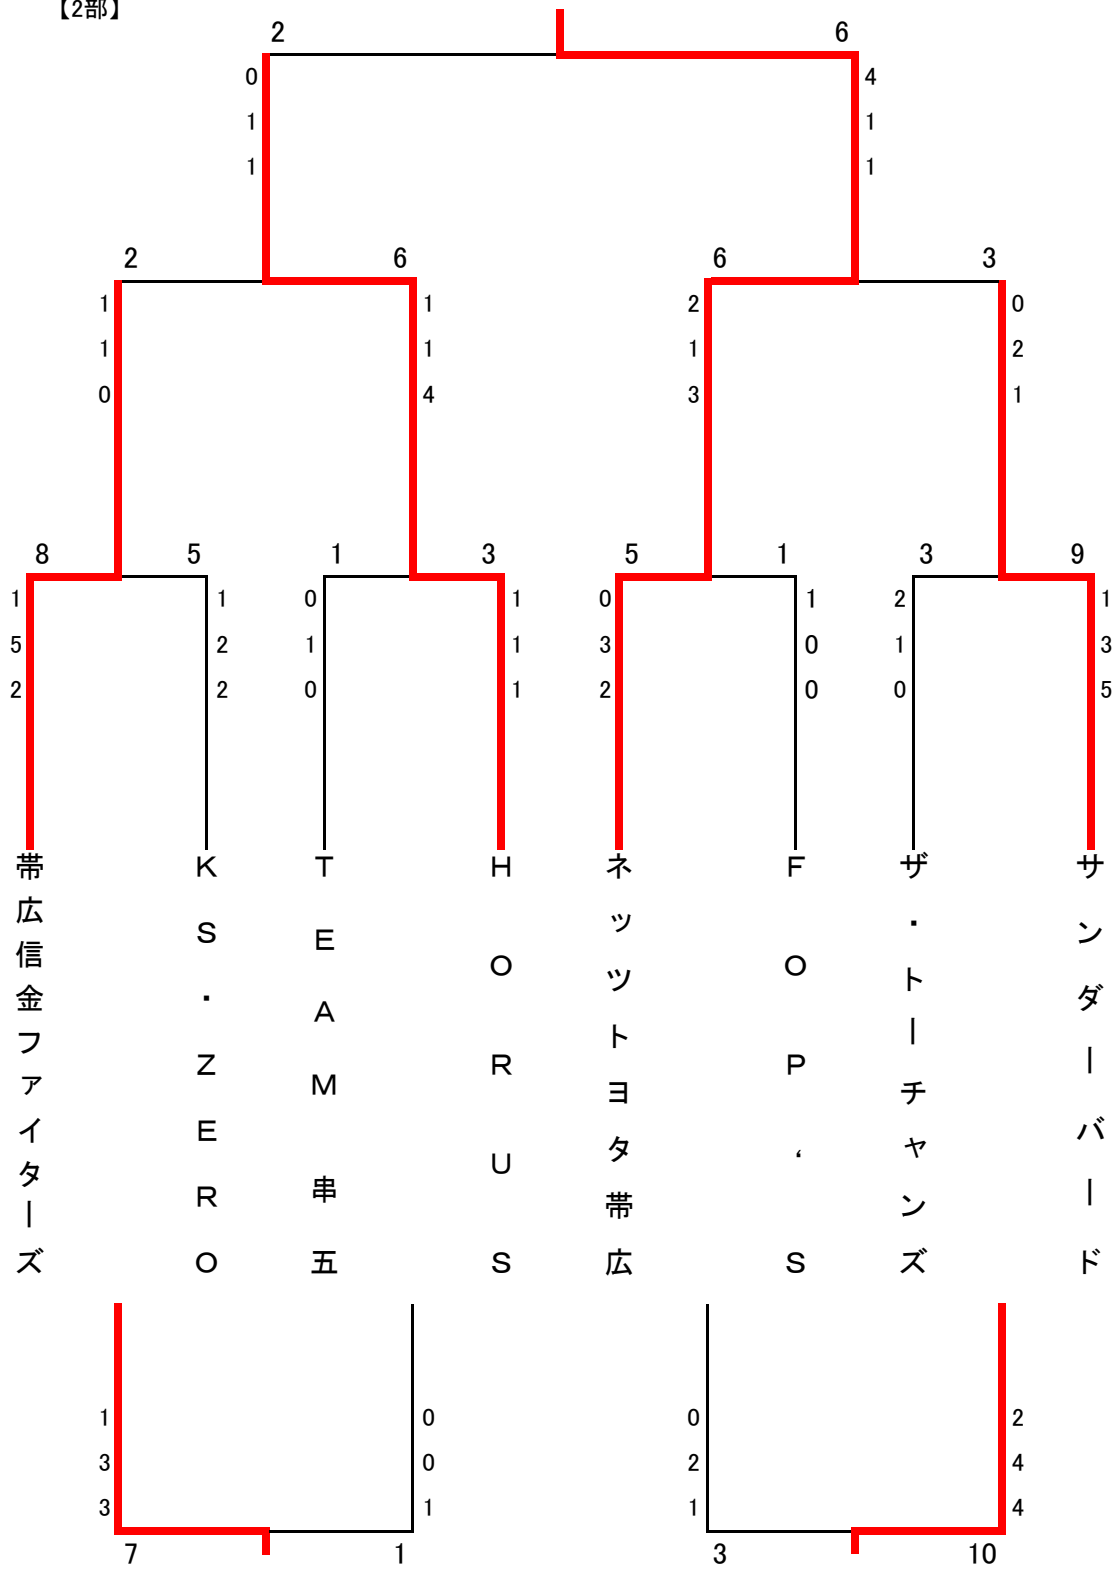 【2部】
2 6
0 4
1 1
1 1
2 6 6 3
1 1 2 0
1 1 1 2
0 4 3 1
8 5 1 3 5 1 3 9
1 1 0 1 0 1 2 1
5 2 1 1 3 0 1 3
2 2 0 1 2 0 0 5
帯広信金ファイターズ
KS・ZERO
TEAM串五
HORUS
ネッツトヨタ帯広
FOP‘S
ザ・トーチャンズ
サンダーバード
1 0 0 2
3 0 2 4
3 1 1 4
7 1 3 10